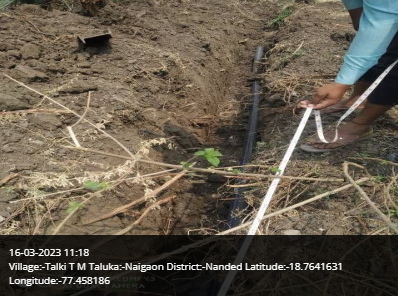 16-03-2023 11:18
Village:-Talki T M Taluka:-Naigaon District:-Nanded Latitude:-18.7641631
Longitude:-77.458186